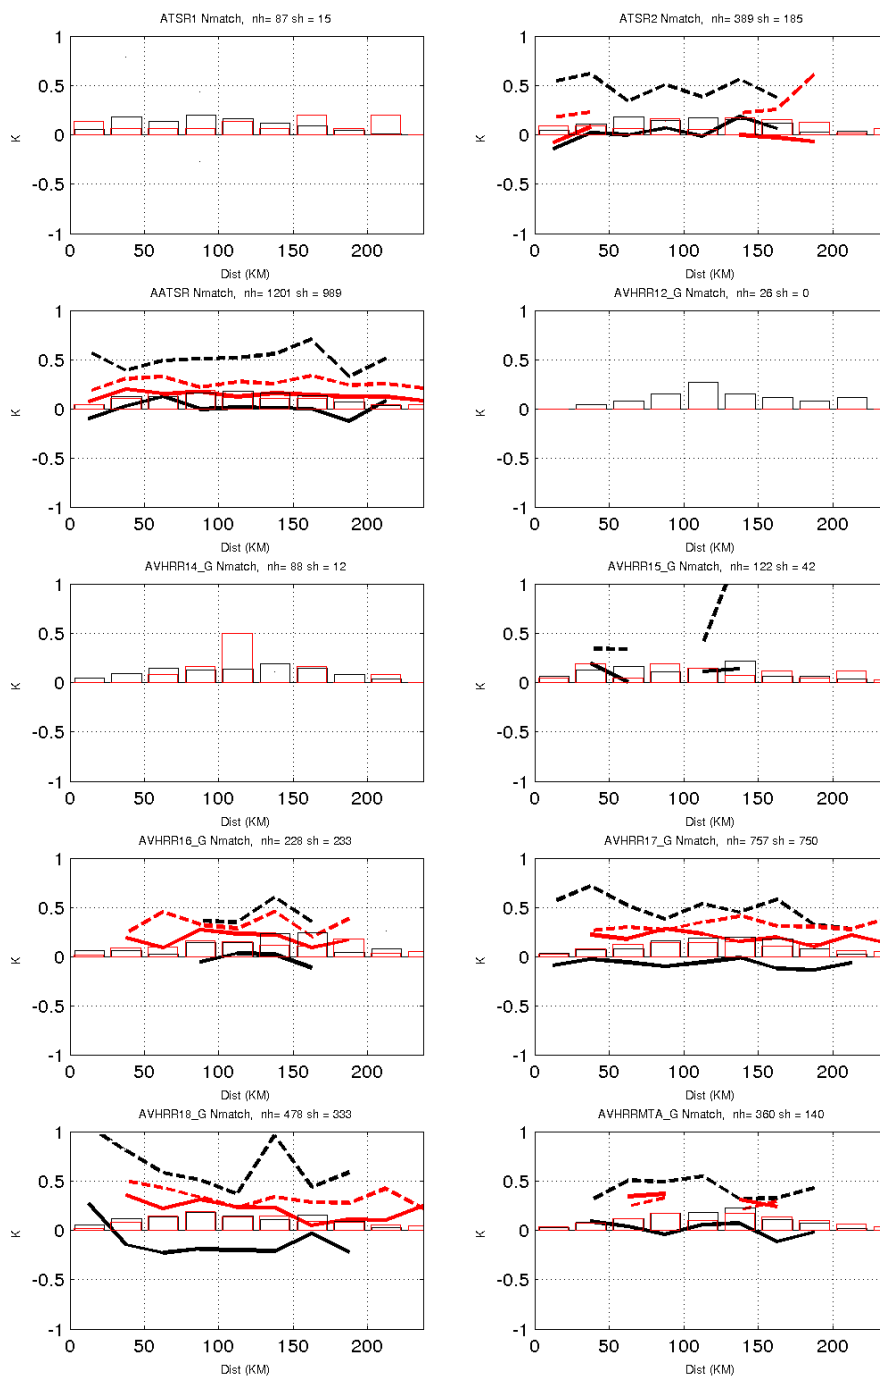 ATSR1 Nmatch, nh= 87 sh = 15
1
0.5
0
-0.5
-1
K
0 50 100 150 200
Dist (KM)
ATSR2 Nmatch, nh= 389 sh = 185
1
0.5
0
-0.5
-1
K
0 50 100 150 200
Dist (KM)
AATSR Nmatch, nh= 1201 sh = 989
1
0.5
0
-0.5
-1
K
0 50 100 150 200
Dist (KM)
AVHRR12_G Nmatch, nh= 26 sh = 0
1
0.5
0
-0.5
-1
K
0 50 100 150 200
Dist (KM)
AVHRR14_G Nmatch, nh= 88 sh = 12
1
0.5
0
-0.5
-1
K
0 50 100 150 200
Dist (KM)
AVHRR15_G Nmatch, nh= 122 sh = 42
1
0.5
0
-0.5
-1
K
0 50 100 150 200
Dist (KM)
AVHRR16_G Nmatch, nh= 228 sh = 233
1
0.5
0
-0.5
-1
K
0 50 100 150 200
Dist (KM)
AVHRR17_G Nmatch, nh= 757 sh = 750
1
0.5
0
-0.5
-1
K
0 50 100 150 200
Dist (KM)
AVHRR18_G Nmatch, nh= 478 sh = 333
1
0.5
0
-0.5
-1
K
0 50 100 150 200
Dist (KM)
AVHRRMTA_G Nmatch, nh= 360 sh = 140
1
0.5
0
-0.5
-1
K
0 50 100 150 200
Dist (KM)